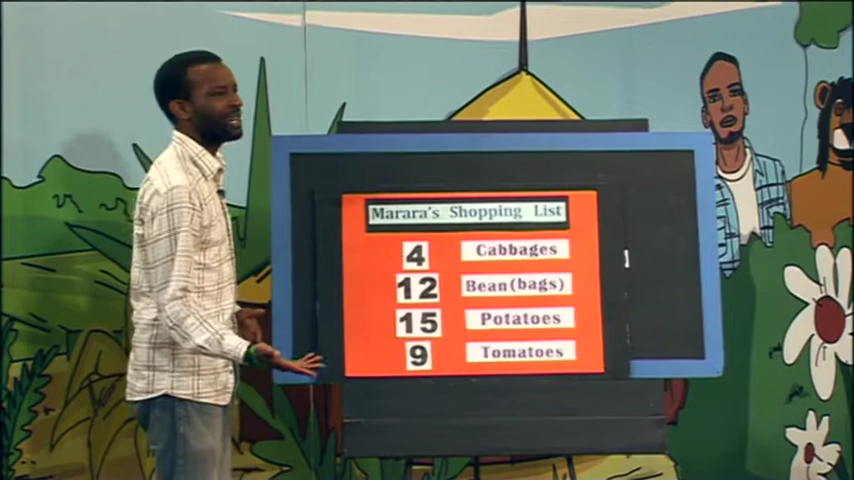 Marara's Shopping List
4 Cabbages
12 Bean(bags)
15 Potatoes
9 Tomatoes